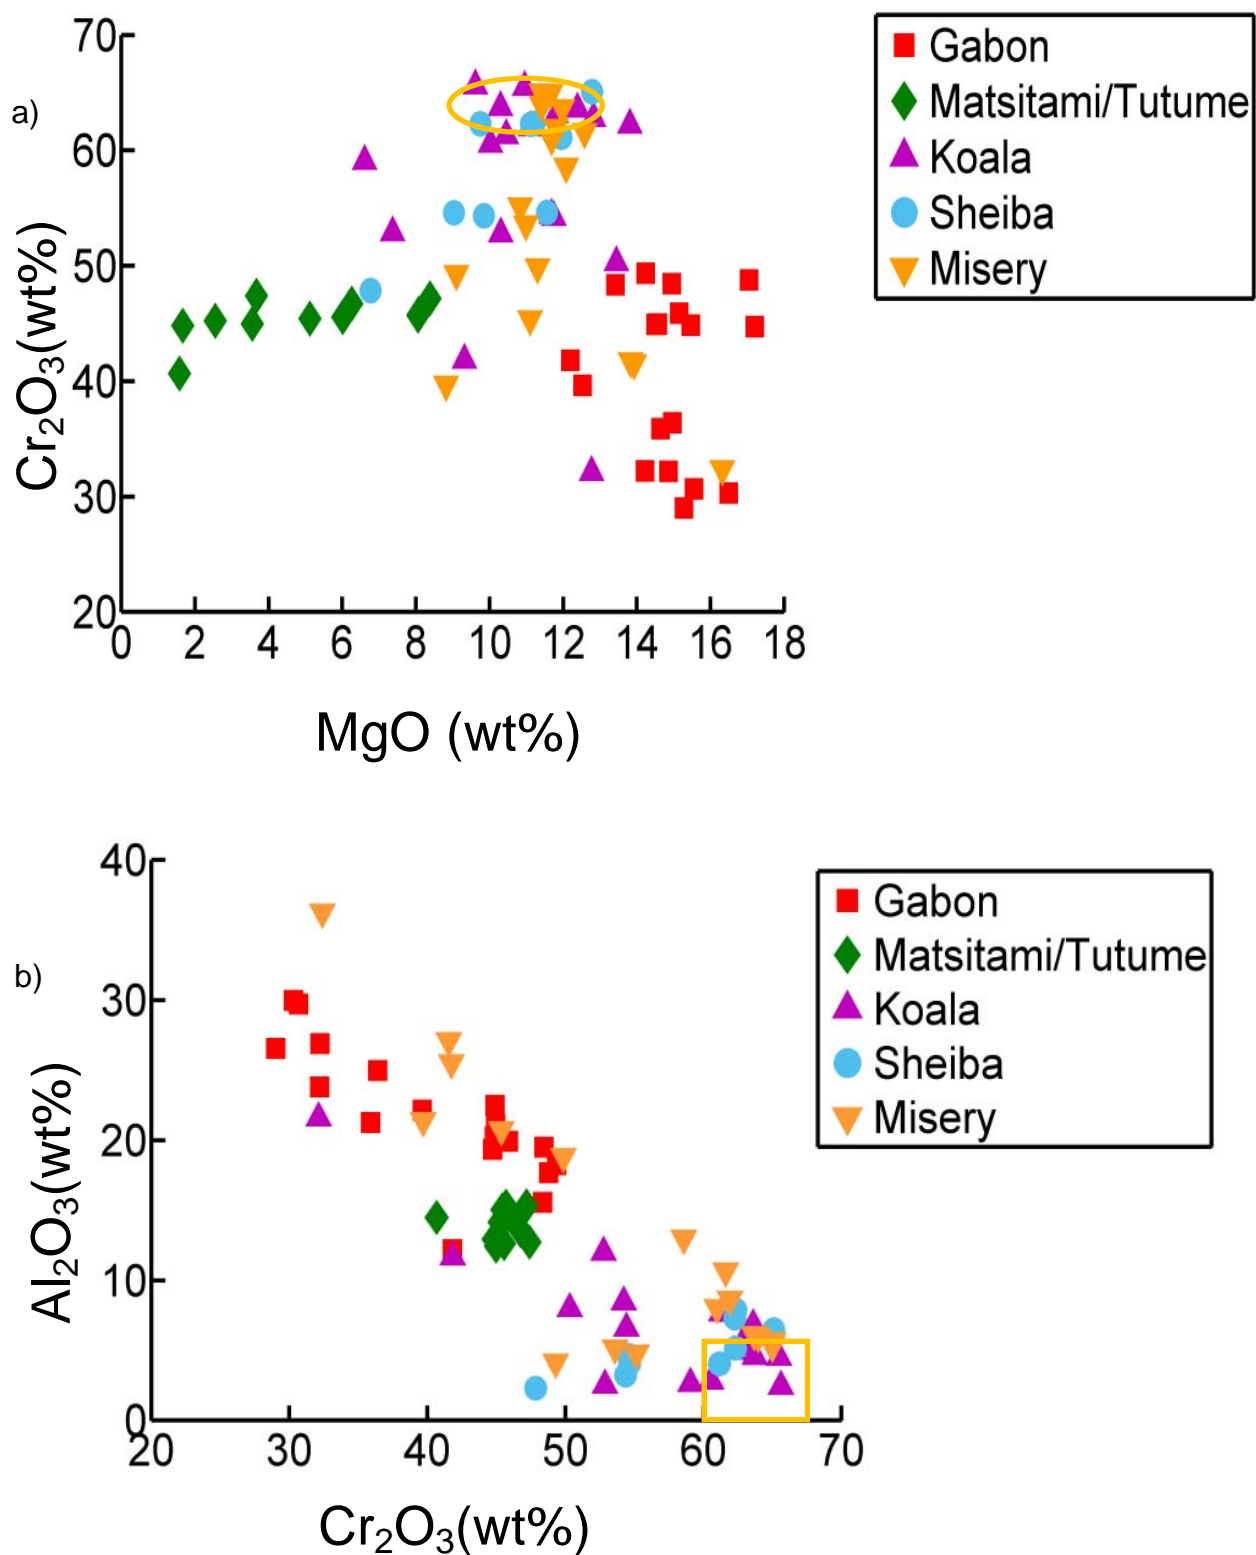 a)
Cr₂O₃(wt%)
70
60
50
40
30
20
0 2 4 6 8 10 12 14 16 18
MgO (wt%)
Gabon
Matsitami/Tutume
Koala
Sheiba
Misery
b)
Al₂O₃(wt%)
40
30
20
10
0
20 30 40 50 60 70
Cr₂O₃(wt%)
Gabon
Matsitami/Tutume
Koala
Sheiba
Misery